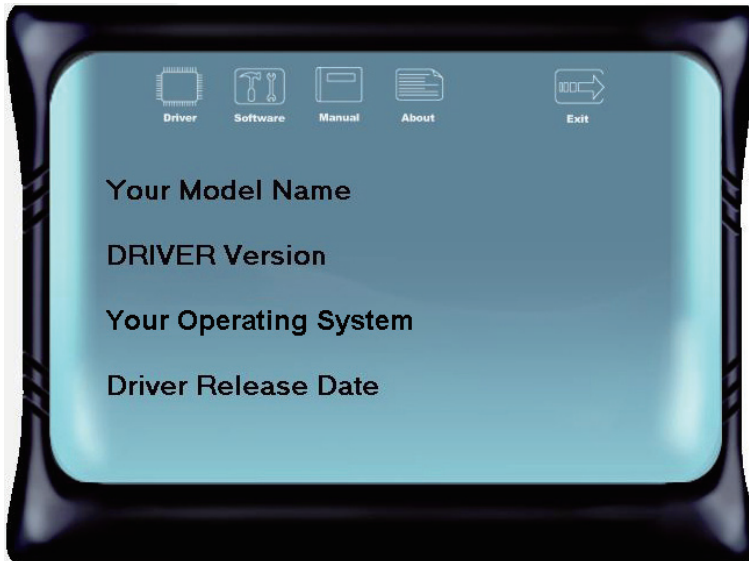 Driver Software Manual About Exit
Your Model Name
DRIVER Version
Your Operating System
Driver Release Date